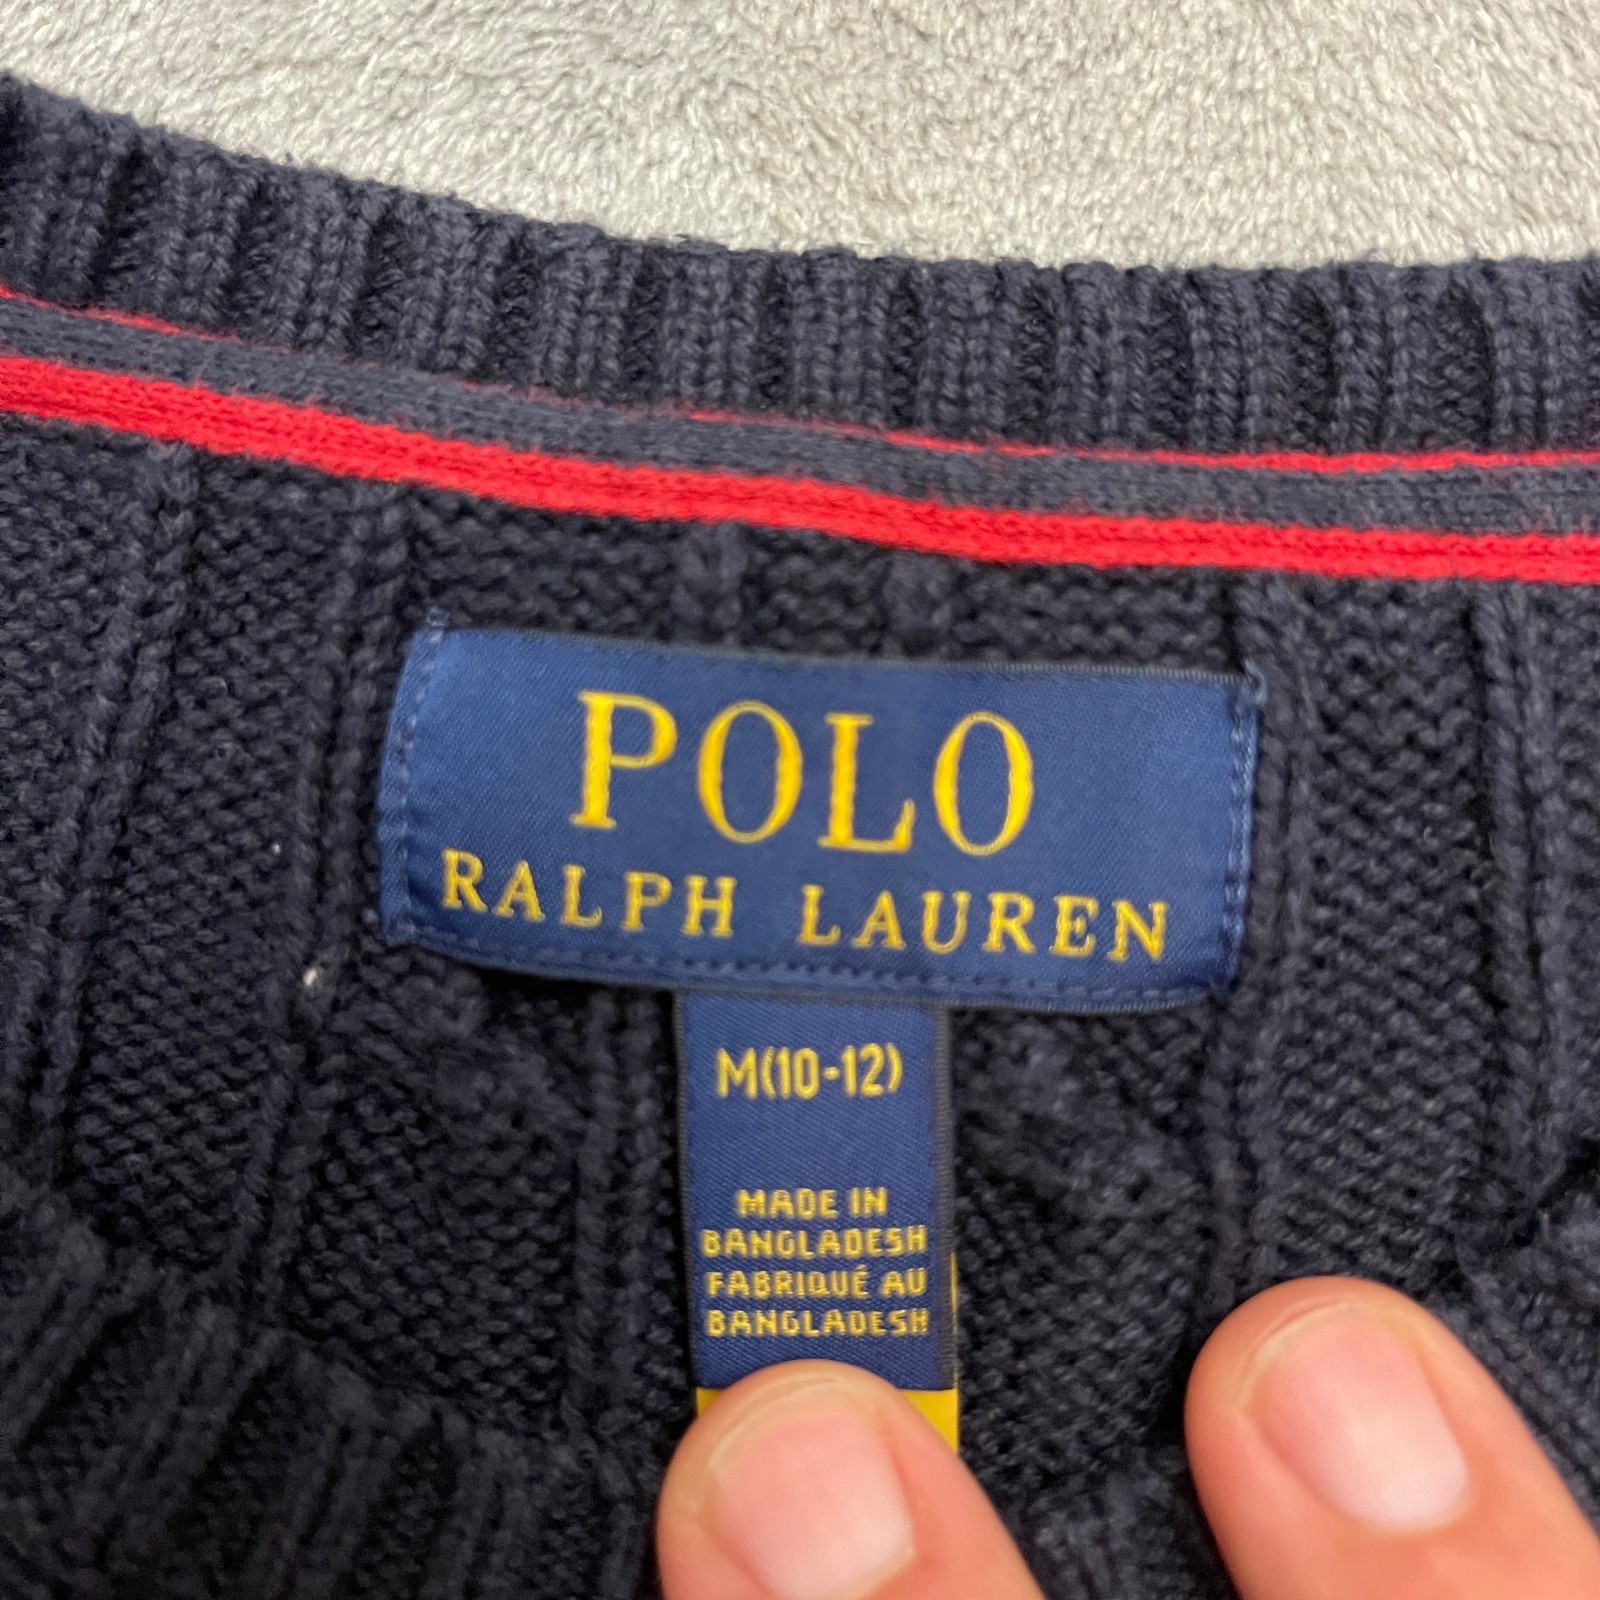 POLO
RALPH LAUREN
M(10-12)
MADE IN
BANGLADESH
FABRIQUÉ AU
BANGLADESH